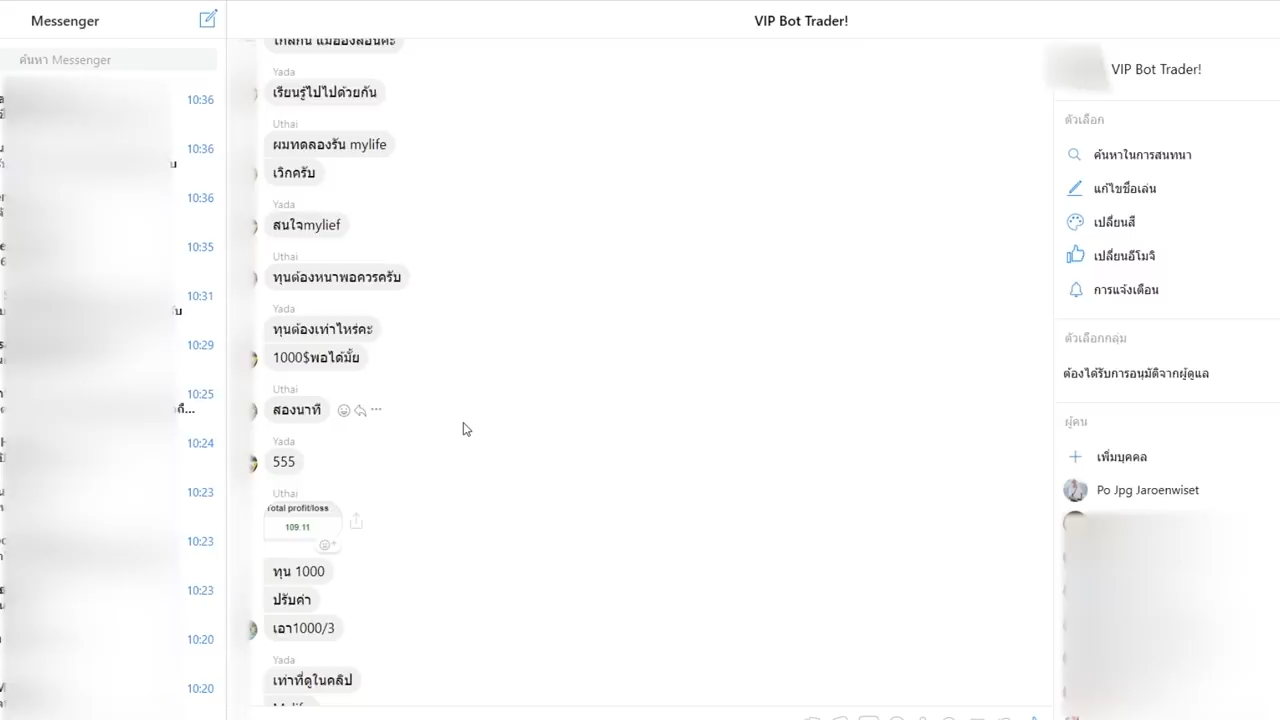 Messenger
VIP Bot Trader!
ค้นหา Messenger
10:36
10:36
10:36
10:35
10:31
10:29
10:25
10:24
10:23
10:23
10:23
10:20
10:20
Yada
เรียนรู้ไปไปด้วยกัน
Uthai
ผมทดลองรัน mylife
เวิกครับ
Yada
สนใจmylief
Uthai
ทุนต้องหนาพอควรครับ
Yada
ทุนต้องเท่าไหร่คะ
1000$พอได้มั้ย
Uthai
สองนาที
Yada
555
Uthai
Total profit/loss
109.11
ทุน 1000
ปรับค่า
เอา1000/3
Yada
เท่าที่ดูในคลิป
VIP Bot Trader!
ตัวเลือก
ค้นหาในการสนทนา
แก้ไขชื่อเล่น
เปลี่ยนสี
เปลี่ยนอีโมจิ
การแจ้งเตือน
ตัวเลือกกลุ่ม
ต้องได้รับการอนุมัติจากผู้ดูแล
ผู้คน
เพิ่มบุคคล
Po Jpg Jaroenwiset